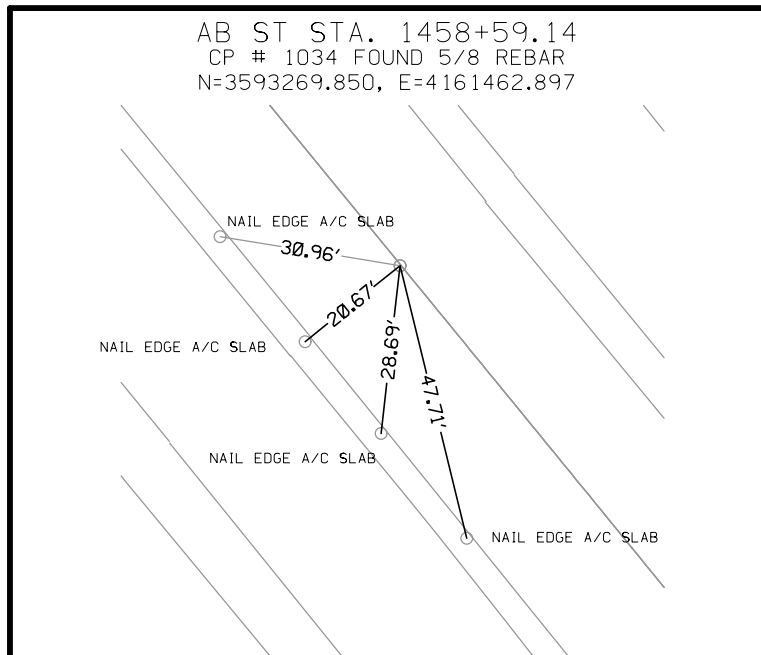 AB ST STA. 1458+59.14
CP # 1034 FOUND 5/8 REBAR
N=3593269.850, E=4161462.897
NAIL EDGE A/C SLAB
30.96'
20.67'
NAIL EDGE A/C SLAB
28.69'
47.71'
NAIL EDGE A/C SLAB
NAIL EDGE A/C SLAB